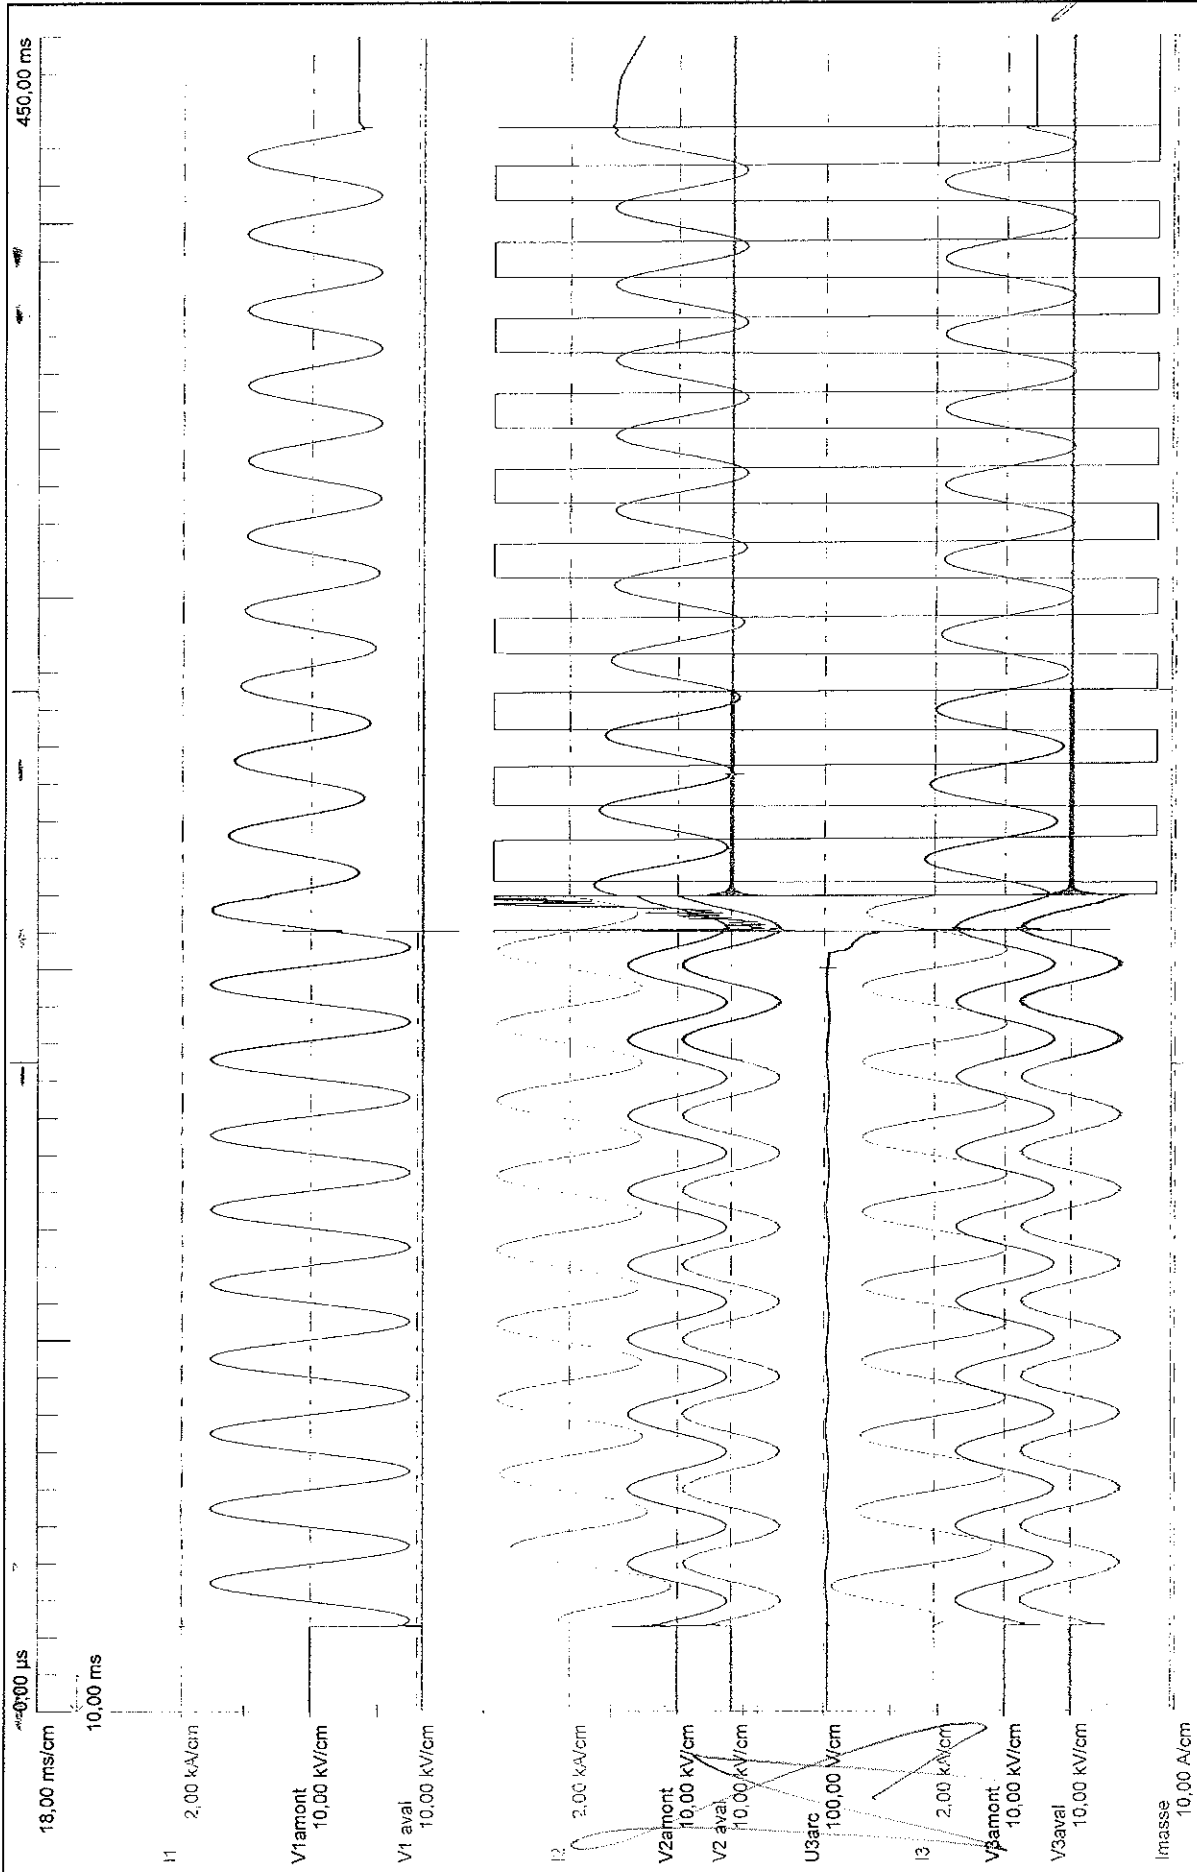 18,00 ms/cm
0,00 µs
450,00 ms
10,00 ms
I1
2,00 kA/cm
V1amont
10,00 kV/cm
V1 aval
10,00 kV/cm
I2
2,00 kA/cm
V2amont
10,00 kV/cm
V2 aval
10,00 kV/cm
U3arc
100,00 V/cm
I3
2,00 kA/cm
V3amont
10,00 kV/cm
V3aval
10,00 kV/cm
Imasse
10,00 A/cm